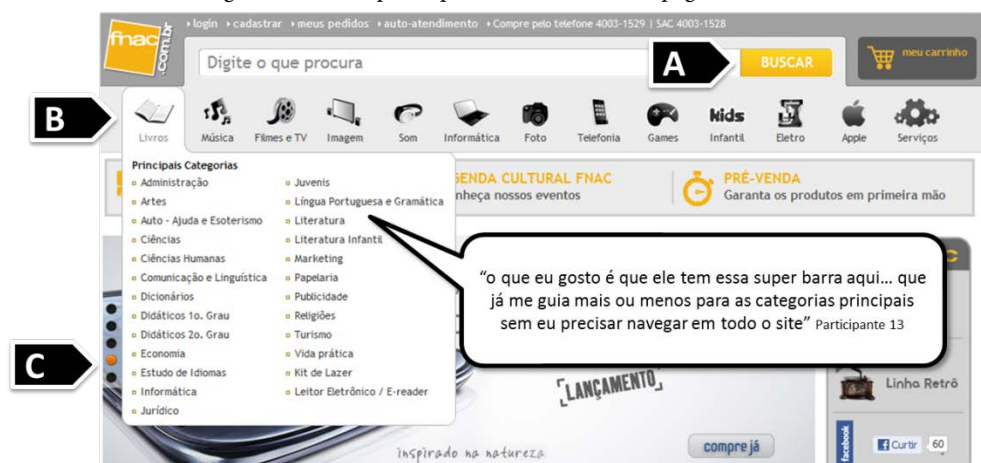 fnac
.com.br
login cadastrar meus pedidos auto-atendimento Compre pelo telefone 4003-1529 | SAC 4003-1528
Digite o que procura
A
BUSCAR
meu carrinho
B
Livros Música Filmes e TV Imagem Som Informática Foto Telefonia Games kids Infantil Eletro Apple Serviços
Principais Categorias
Administração
Artes
Auto - Ajuda e Esoterismo
Ciências
Ciências Humanas
Comunicação e Linguística
Dicionários
Didáticos 1o. Grau
Didáticos 2o. Grau
Economia
Estudo de Idiomas
Informática
Jurídico
Juvenis
Língua Portuguesa e Gramática
Literatura
Literatura Infantil
Marketing
Papelaria
Publicidade
Religiões
Turismo
Vida prática
Kit de Lazer
Leitor Eletrônico / E-reader
CULTURAL FNAC
nossos eventos
PRÉ-VENDA
Garanta os produtos em primeira mão
“o que eu gosto é que ele tem essa super barra aqui... que
já me guia mais ou menos para as categorias principais
sem eu precisar navegar em todo o site” Participante 13
C
LANÇAMENTO
Linha Retrô
inspirado na natureza
compre já
facebook
Curtir 60